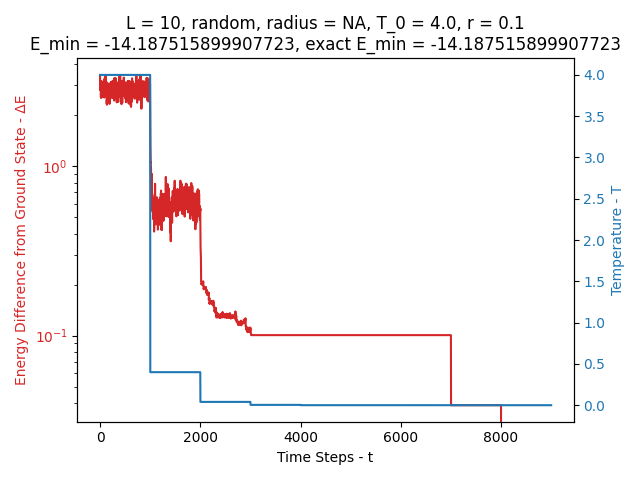 L = 10, random, radius = NA, T_0 = 4.0, r = 0.1
E_min = -14.187515899907723, exact E_min = -14.187515899907723
Energy Difference from Ground State - ΔE
10^0
10^-1
4.0
3.5
3.0
2.5
2.0
1.5
1.0
0.5
0.0
Temperature - T
0 2000 4000 6000 8000
Time Steps - t